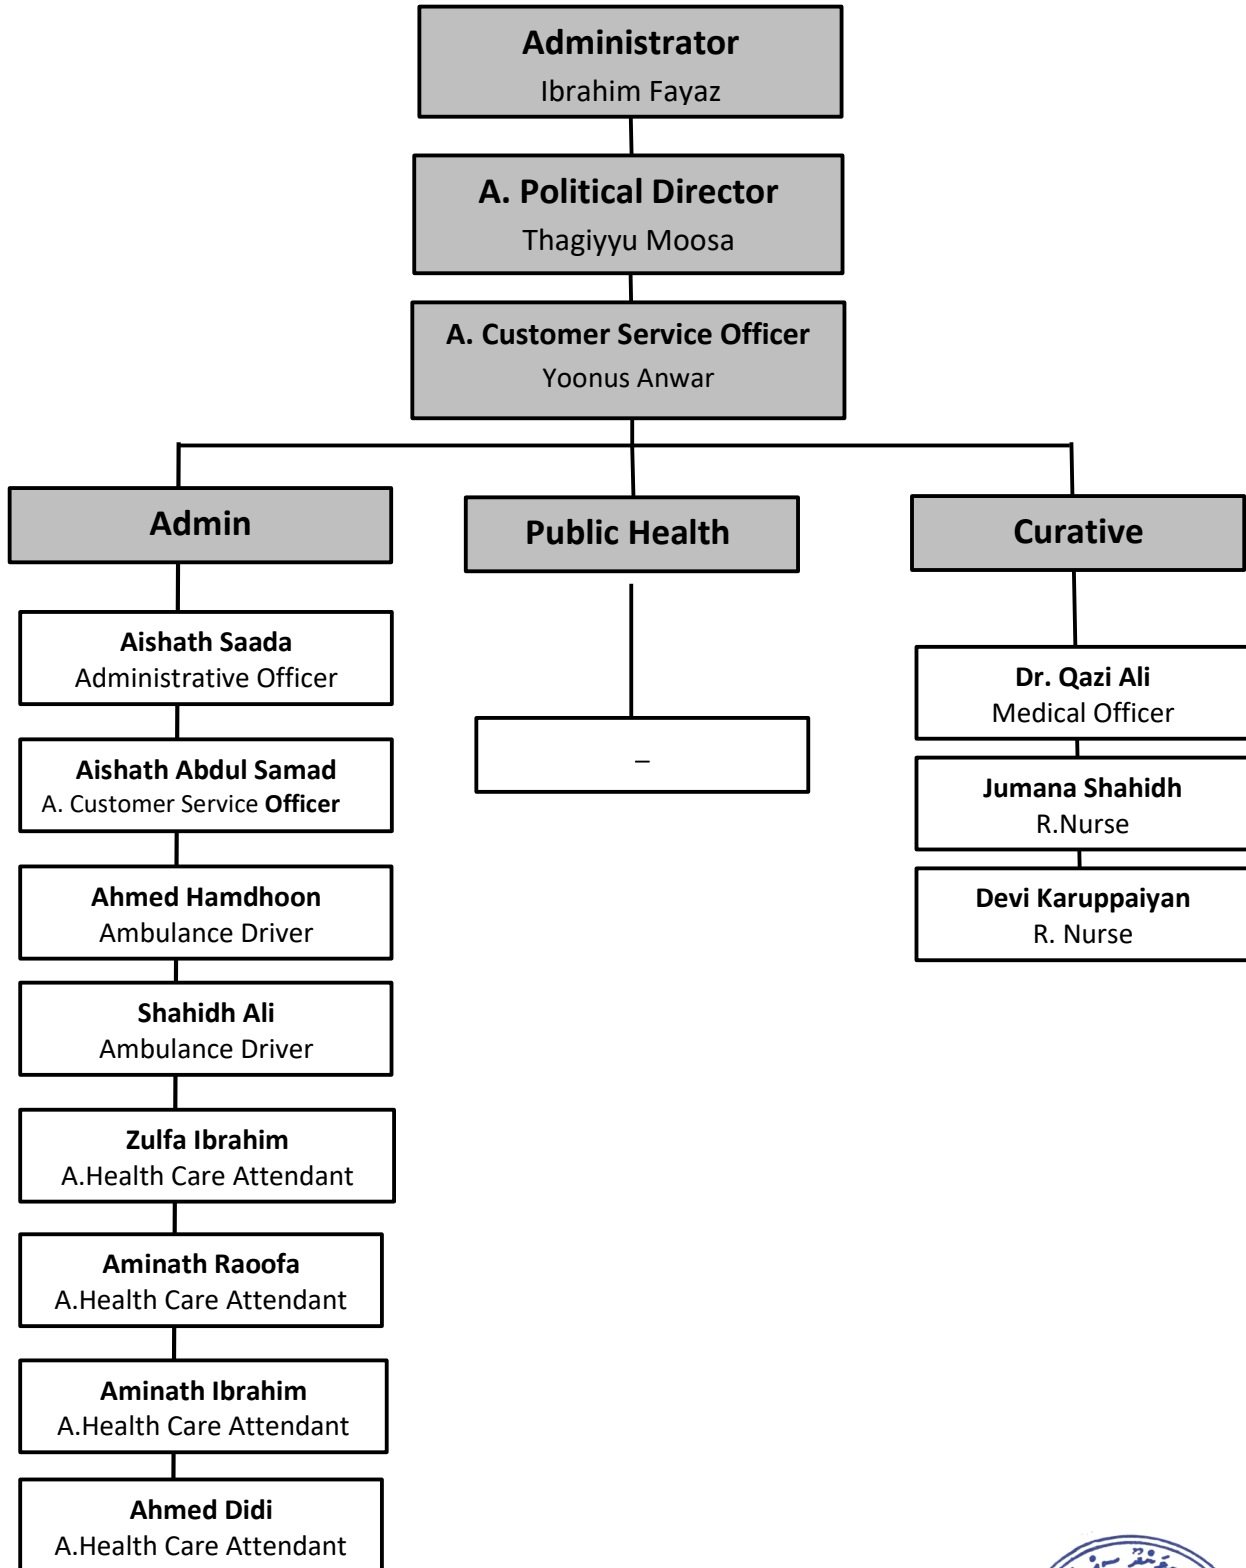 Administrator
Ibrahim Fayaz
A. Political Director
Thagiyyu Moosa
A. Customer Service Officer
Yoonus Anwar
Admin
Aishath Saada
Administrative Officer
Aishath Abdul Samad
A. Customer Service Officer
Ahmed Hamdhoon
Ambulance Driver
Shahidh Ali
Ambulance Driver
Zulfa Ibrahim
A.Health Care Attendant
Aminath Raoofa
A.Health Care Attendant
Aminath Ibrahim
A.Health Care Attendant
Ahmed Didi
A.Health Care Attendant
Public Health
–
Curative
Dr. Qazi Ali
Medical Officer
Jumana Shahidh
R.Nurse
Devi Karuppaiyan
R. Nurse